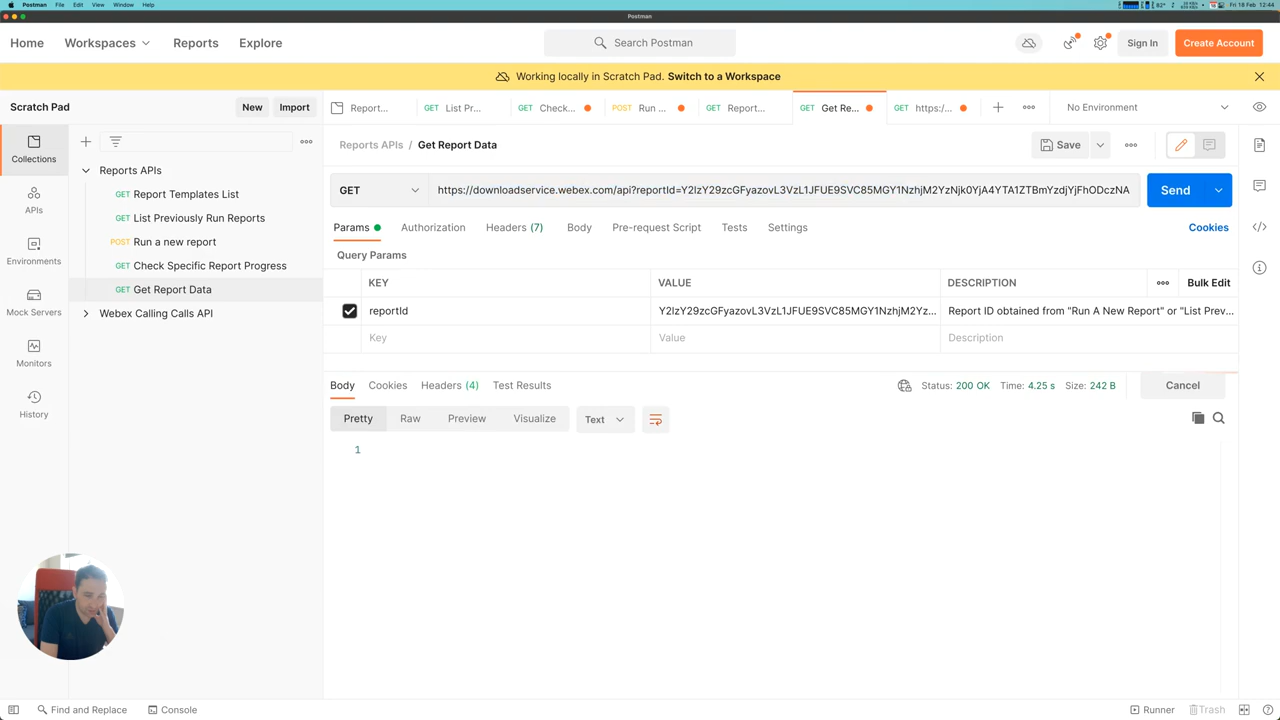 Postman File Edit View Window Help
82°
Fri 18 Feb 12:44
Postman
Home Workspaces Reports Explore Search Postman Sign In Create Account
Working locally in Scratch Pad. Switch to a Workspace
Scratch Pad New Import
Report... GET List Pr... GET Check... POST Run ... GET Report... GET Get Re... GET https:/... No Environment
Collections
APIs
Environments
Mock Servers
Monitors
History
Reports APIs
GET Report Templates List
GET List Previously Run Reports
POST Run a new report
GET Check Specific Report Progress
GET Get Report Data
Webex Calling Calls API
Reports APIs / Get Report Data Save
GET https://downloadservice.webex.com/api?reportId=Y2lzY29zcGFyazovL3VzL1JFUE9SVC85MGY1NzhjM2YzNjk0YjA4YTA1ZTBmYzdjYjFhODczNA Send
Params Authorization Headers (7) Body Pre-request Script Tests Settings Cookies
Query Params
KEY VALUE DESCRIPTION Bulk Edit
reportId Y2lzY29zcGFyazovL3VzL1JFUE9SVC85MGY1NzhjM2Yz... Report ID obtained from "Run A New Report" or "List Prev...
Key Value Description
Body Cookies Headers (4) Test Results Status: 200 OK Time: 4.25 s Size: 242 B Cancel
Pretty Raw Preview Visualize Text
1
Find and Replace Console Runner Trash